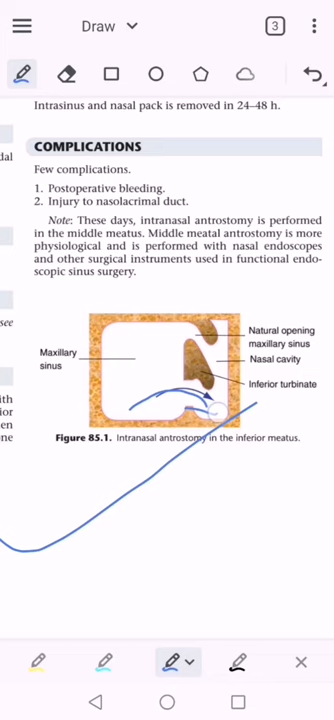 Draw
3
Intrasinus and nasal pack is removed in 24–48 h.
dal
COMPLICATIONS
Few complications.
1. Postoperative bleeding.
2. Injury to nasolacrimal duct.
Note: These days, intranasal antrostomy is performed
in the middle meatus. Middle meatal antrostomy is more
physiological and is performed with nasal endoscopes
and other surgical instruments used in functional endo-
scopic sinus surgery.
see
Natural opening
maxillary sinus
Maxillary
sinus
Nasal cavity
Inferior turbinate
ith
ior
en
one
Figure 85.1. Intranasal antrostomy in the inferior meatus.